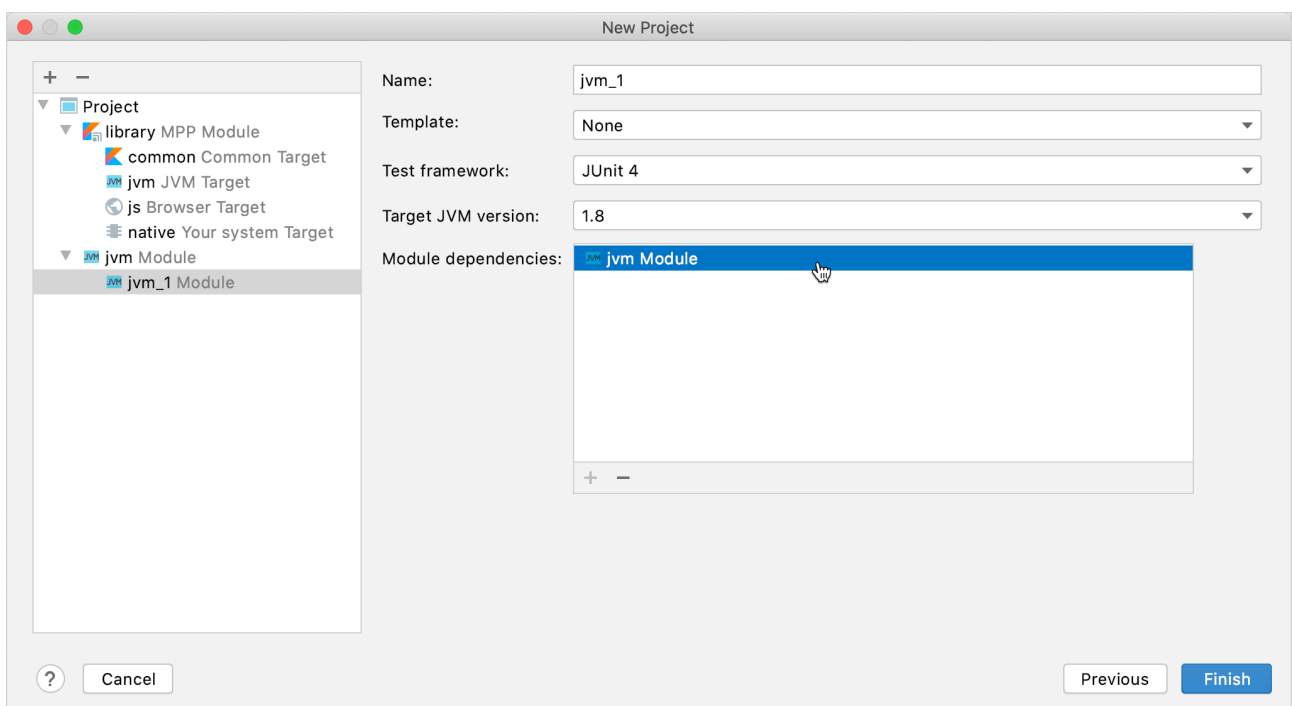 New Project
+ −
Project
library MPP Module
common Common Target
jvm JVM Target
js Browser Target
native Your system Target
jvm Module
jvm_1 Module
Name: jvm_1
Template: None
Test framework: JUnit 4
Target JVM version: 1.8
Module dependencies: jvm Module
+ −
? Cancel Previous Finish